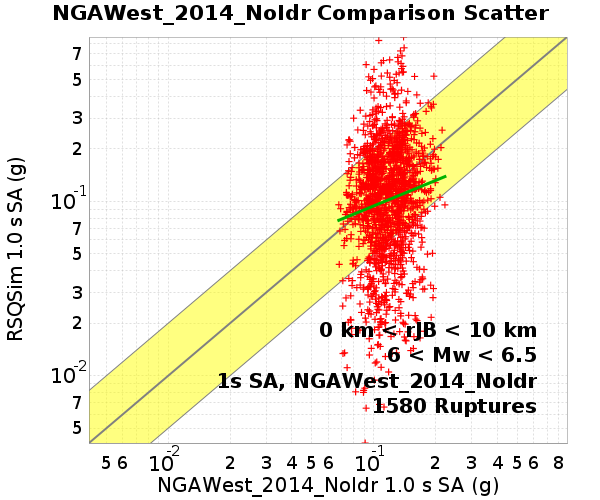 NGAWest_2014_NoIdr Comparison Scatter
RSQSim 1.0 s SA (g)
7
5
3
2
10-1
7
5
3
2
10-2
7
5
0 km < rJB < 10 km
6 < Mw < 6.5
1s SA, NGAWest_2014_NoIdr
1580 Ruptures
5 6 8 10-2 2 3 4 5 6 8 10-1 2 3 4 5 6 8
NGAWest_2014_NoIdr 1.0 s SA (g)